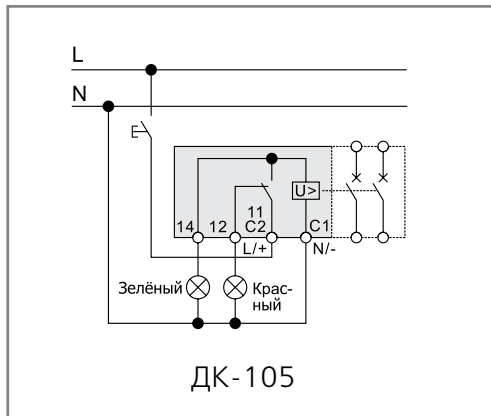 L
N
U>
11
14 12 C2 C1
L/+ N/-
Зелёный Крас-
ный
ДК-105